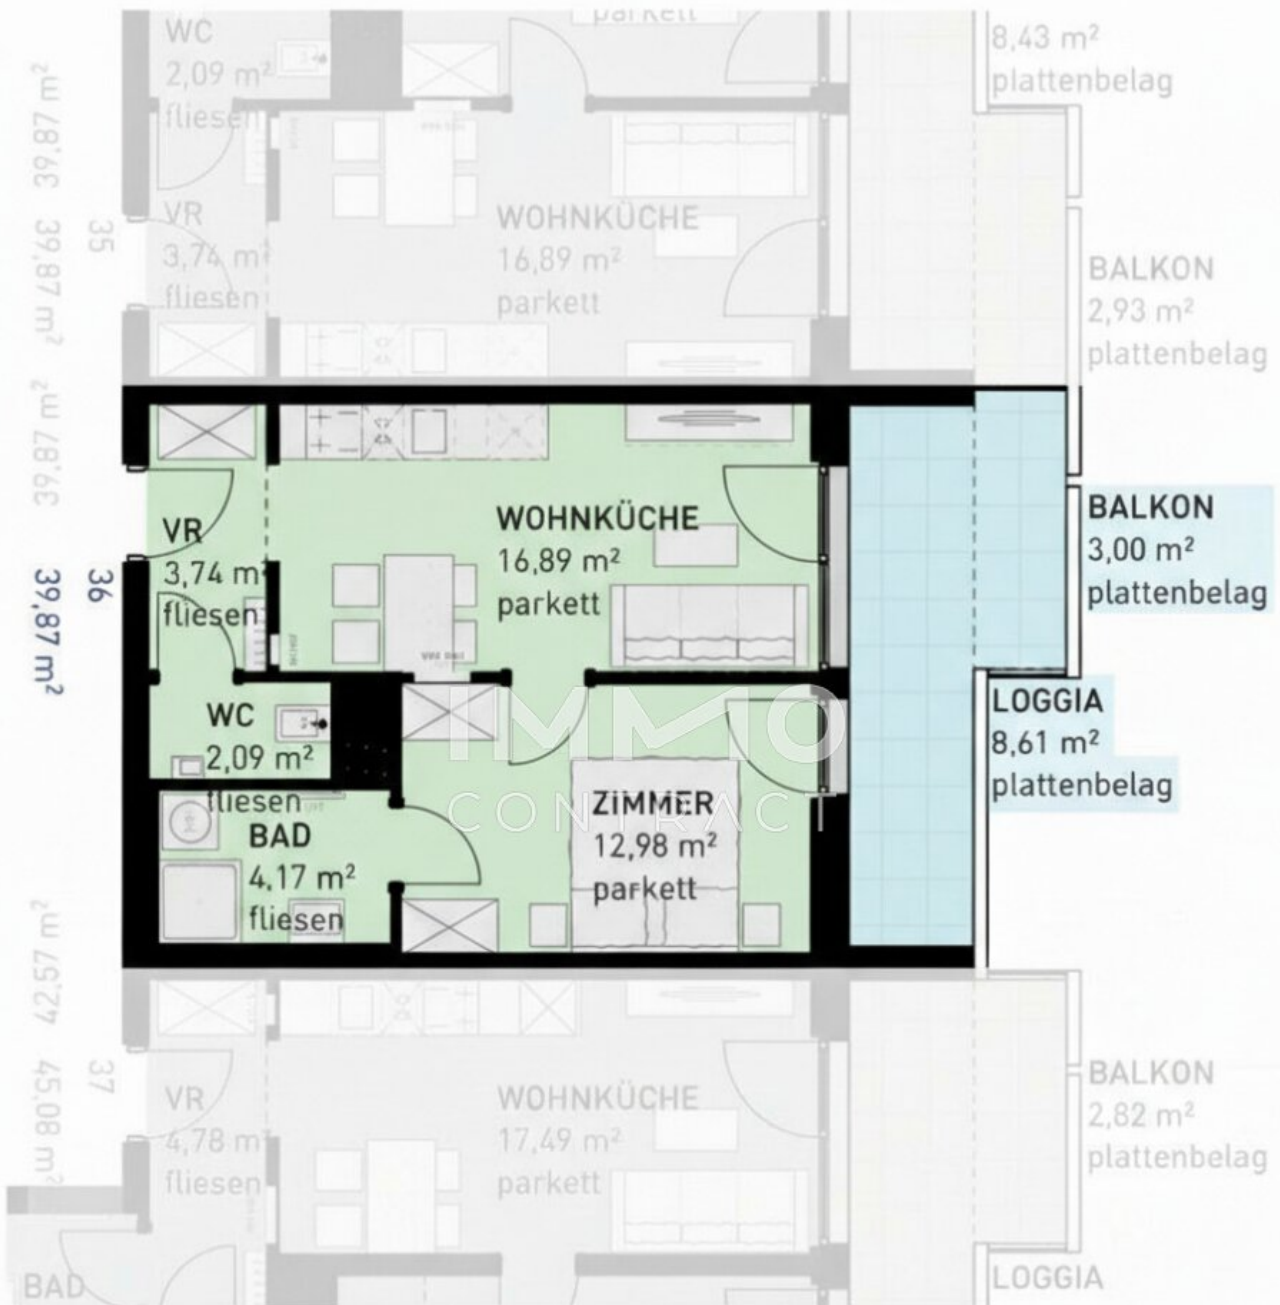 parkett
WC
2,09 m²
fliesen
8,43 m²
plattenbelag
39,87 m²
39,87 m²
35
VR
3,74 m²
fliesen
WOHNKÜCHE
16,89 m²
parkett
BALKON
2,93 m²
plattenbelag
39,87 m²
39,87 m²
36
VR
3,74 m²
fliesen
WOHNKÜCHE
16,89 m²
parkett
BALKON
3,00 m²
plattenbelag
WC
2,09 m²
fliesen
LOGGIA
8,61 m²
plattenbelag
IMMO
CONTRACT
ZIMMER
12,98 m²
parkett
BAD
4,17 m²
fliesen
42,57 m²
45,08 m²
37
VR
4,78 m²
fliesen
WOHNKÜCHE
17,49 m²
parkett
BALKON
2,82 m²
plattenbelag
BAD
LOGGIA